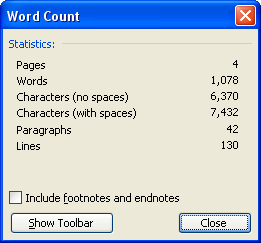 Word Count
Statistics:
Pages 4
Words 1,078
Characters (no spaces) 6,370
Characters (with spaces) 7,432
Paragraphs 42
Lines 130
Include footnotes and endnotes
Show Toolbar Close